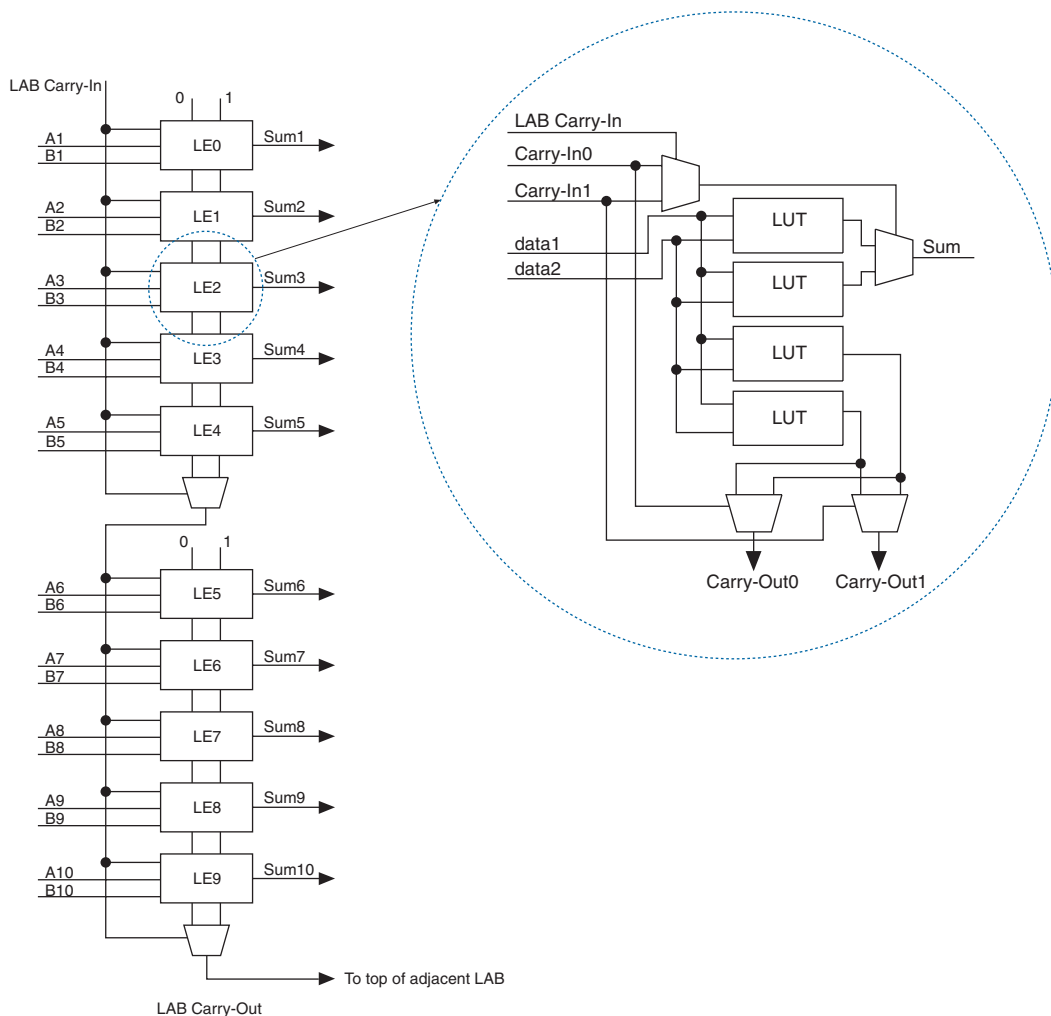 LAB Carry-In
0 1
A1
B1
LE0
Sum1
A2
B2
LE1
Sum2
A3
B3
LE2
Sum3
A4
B4
LE3
Sum4
A5
B5
LE4
Sum5
0 1
A6
B6
LE5
Sum6
A7
B7
LE6
Sum7
A8
B8
LE7
Sum8
A9
B9
LE8
Sum9
A10
B10
LE9
Sum10
To top of adjacent LAB
LAB Carry-Out
LAB Carry-In
Carry-In0
Carry-In1
data1
data2
LUT
LUT
LUT
LUT
Sum
Carry-Out0
Carry-Out1